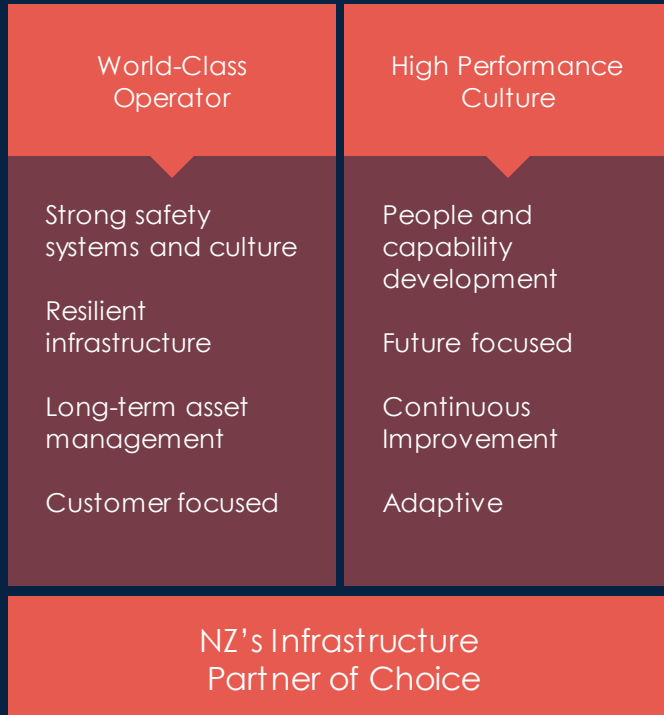 World-Class
Operator
Strong safety
systems and culture
Resilient
infrastructure
Long-term asset
management
Customer focused
High Performance
Culture
People and
capability
development
Future focused
Continuous
Improvement
Adaptive
NZ’s Infrastructure
Partner of Choice